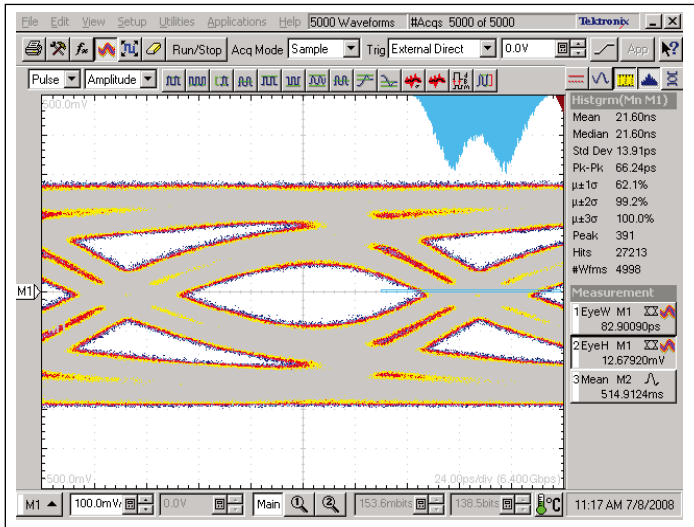 File Edit View Setup Utilities Applications Help 5000 Waveforms #Acqs 5000 of 5000 Tektronix
Run/Stop Acq Mode Sample Trig External Direct 0.0V App
Pulse Amplitude
500.0mV
Histgrm(Mn M1)
Mean 21.60ns
Median 21.60ns
Std Dev 13.91ps
Pk-Pk 66.24ps
µ±1σ 62.1%
µ±2σ 99.2%
µ±3σ 100.0%
Peak 391
Hits 27213
#Wfms 4998
M1
Measurement
1 EyeW M1
82.90090ps
2 EyeH M1
12.67920mV
3 Mean M2
514.9124ms
-500.0mV 24.00ps/div (6.400Gbps)
M1 100.0mV/ 0.0V Main 1 2 153.6mbits 138.5bits °C 11:17 AM 7/8/2008